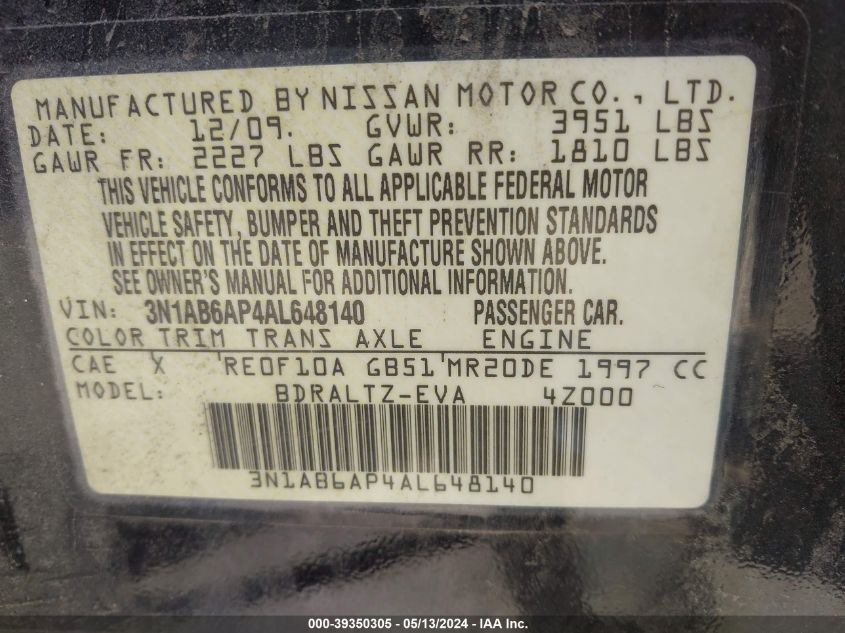 MANUFACTURED BY NISSAN MOTOR CO., LTD.
DATE: 12/09. GVWR: 3951 LBS
GAWR FR: 2227 LBS GAWR RR: 1810 LBS
THIS VEHICLE CONFORMS TO ALL APPLICABLE FEDERAL MOTOR
VEHICLE SAFETY, BUMPER AND THEFT PREVENTION STANDARDS
IN EFFECT ON THE DATE OF MANUFACTURE SHOWN ABOVE.
SEE OWNER'S MANUAL FOR ADDITIONAL INFORMATION.
VIN: 3N1AB6AP4AL648140 PASSENGER CAR.
COLOR TRIM TRANS AXLE ENGINE
CAE X RE0F10A GB51 MR20DE 1997 CC
MODEL: BDRALTZ-EVA 4Z000
3N1AB6AP4AL648140
000-39350305 - 05/13/2024 - IAA Inc.